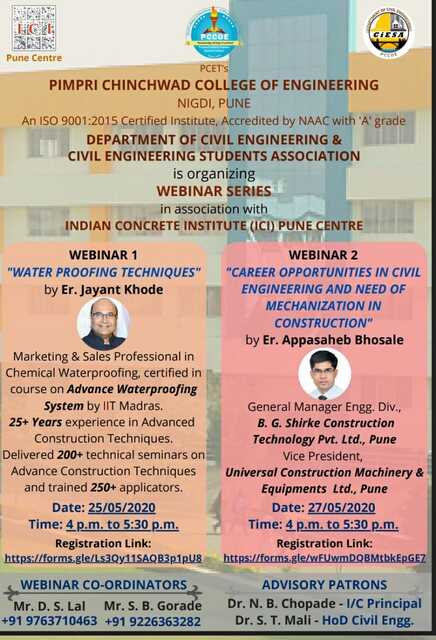 ICI
Pune Centre
PCCOE
CIESA
PCCOE
PCET's
PIMPRI CHINCHWAD COLLEGE OF ENGINEERING
NIGDI, PUNE
An ISO 9001:2015 Certified Institute, Accredited by NAAC with 'A' grade
DEPARTMENT OF CIVIL ENGINEERING &
CIVIL ENGINEERING STUDENTS ASSOCIATION
is organizing
WEBINAR SERIES
in association with
INDIAN CONCRETE INSTITUTE (ICI) PUNE CENTRE
WEBINAR 1
"WATER PROOFING TECHNIQUES"
by Er. Jayant Khode
Marketing & Sales Professional in
Chemical Waterproofing, certified in
course on Advance Waterproofing
System by IIT Madras.
25+ Years experience in Advanced
Construction Techniques.
Delivered 200+ technical seminars on
Advance Construction Techniques
and trained 250+ applicators.
Date: 25/05/2020
Time: 4 p.m. to 5:30 p.m.
Registration Link:
https://forms.gle/Ls3Qy11SAQB3p1pU8
WEBINAR 2
"CAREER OPPORTUNITIES IN CIVIL
ENGINEERING AND NEED OF
MECHANIZATION IN
CONSTRUCTION"
by Er. Appasaheb Bhosale
General Manager Engg. Div.,
B. G. Shirke Construction
Technology Pvt. Ltd., Pune
Vice President,
Universal Construction Machinery &
Equipments Ltd., Pune
Date: 27/05/2020
Time: 4 p.m. to 5:30 p.m.
Registration Link:
https://forms.gle/wFUwmDQBMtbkEpGE7
WEBINAR CO-ORDINATORS
Mr. D. S. Lal Mr. S. B. Gorade
+91 9763710463 +91 9226363282
ADVISORY PATRONS
Dr. N. B. Chopade - I/C Principal
Dr. S. T. Mali - HoD Civil Engg.